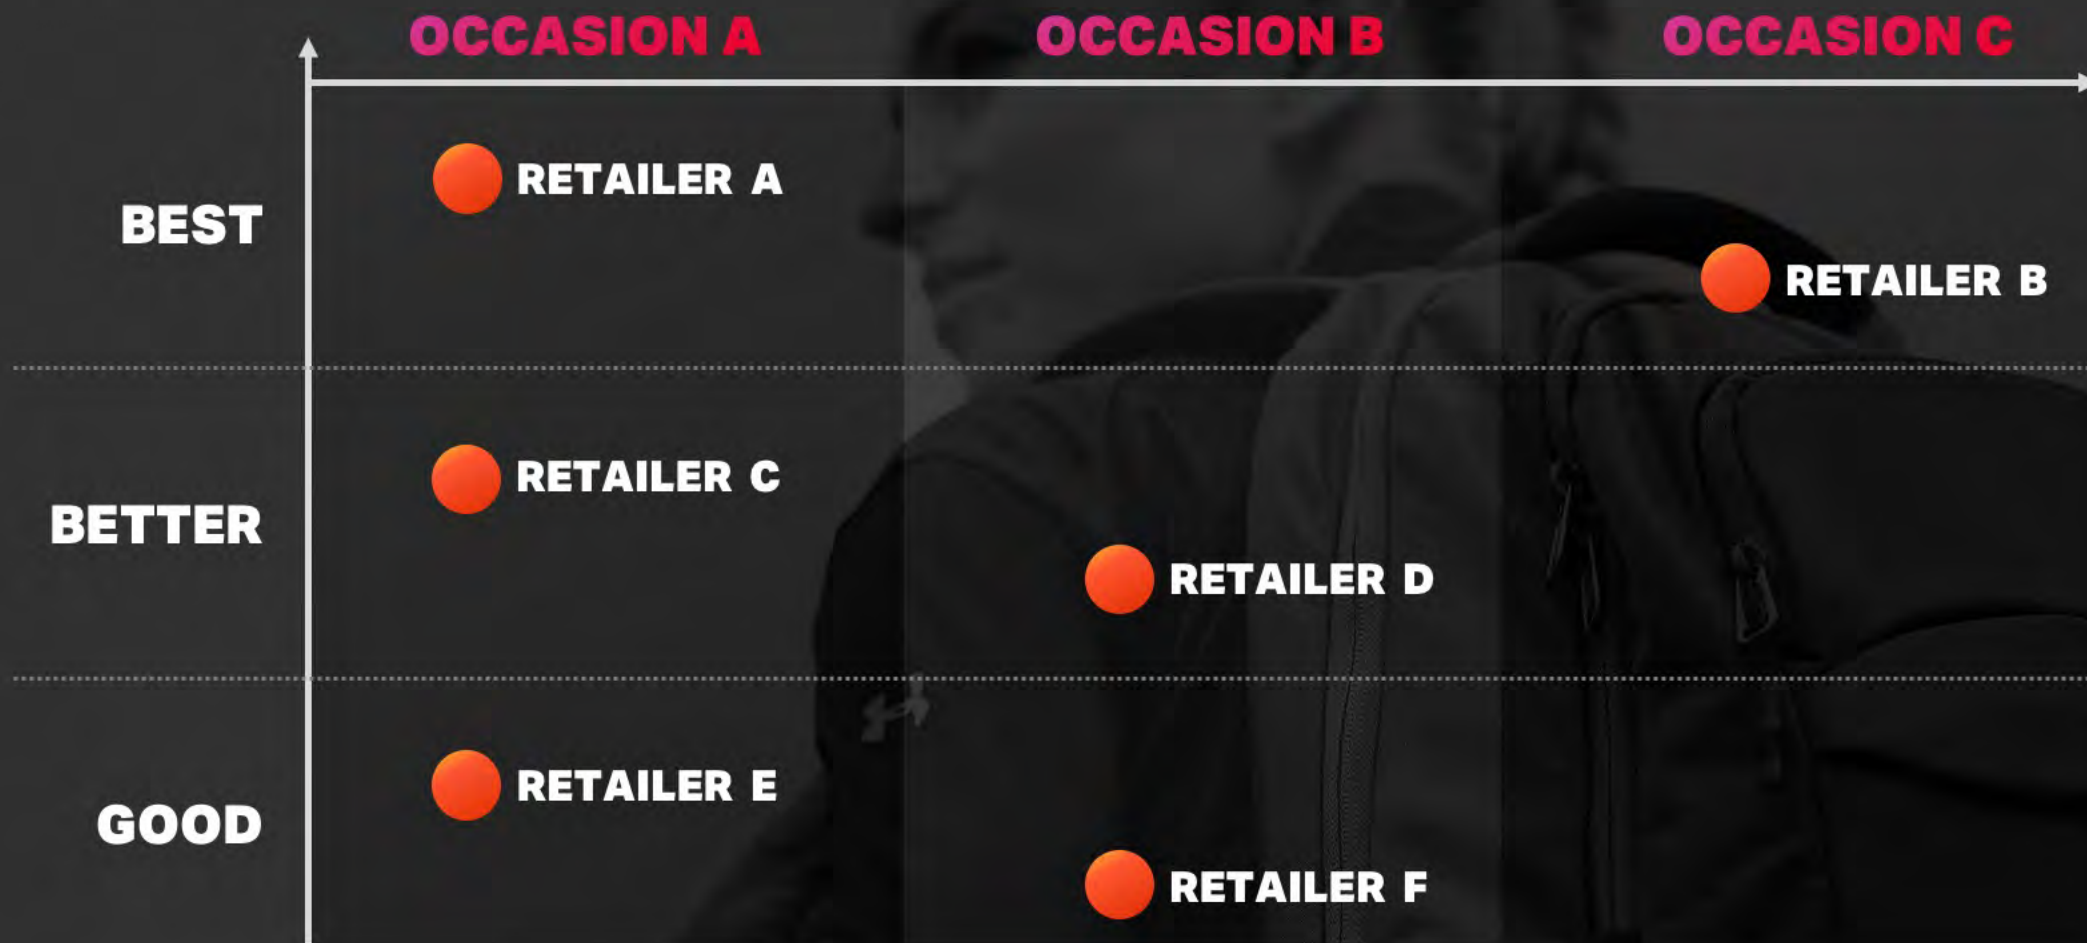 OCCASION A
OCCASION B
OCCASION C
BEST
RETAILER A
RETAILER B
BETTER
RETAILER C
RETAILER D
GOOD
RETAILER E
RETAILER F